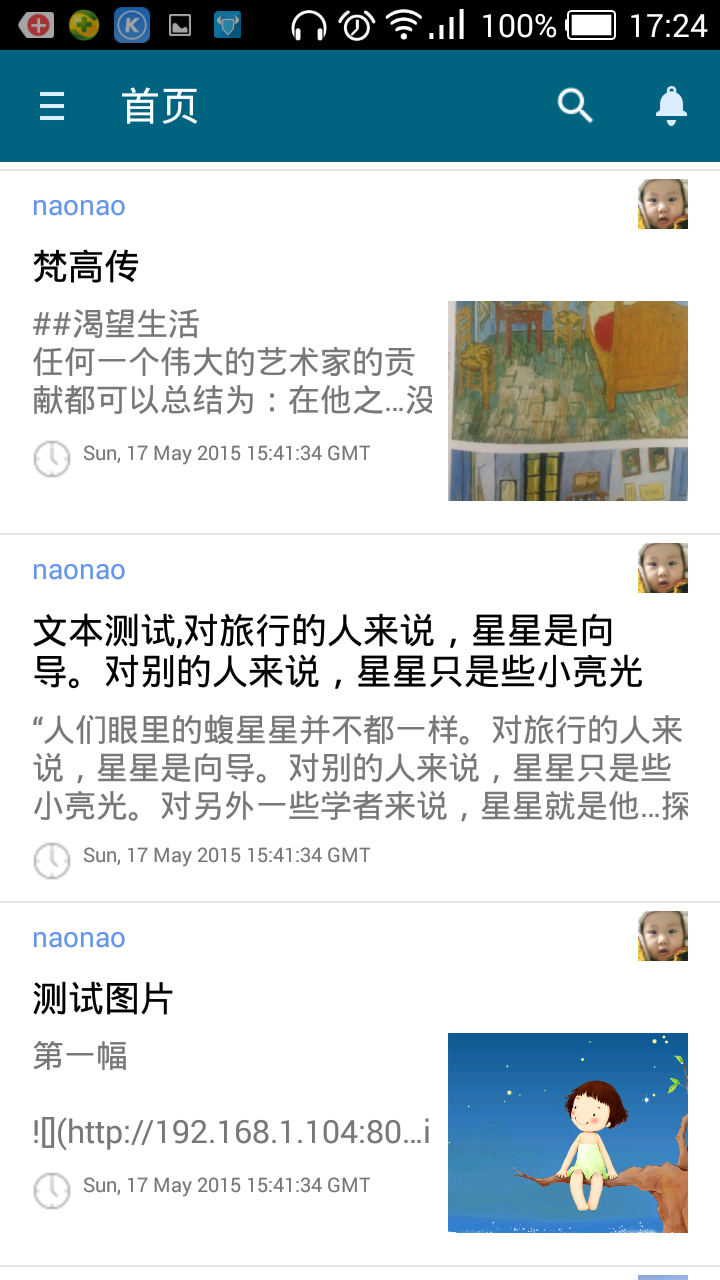 100% 17:24
首页
naonao
梵高传
##渴望生活
任何一个伟大的艺术家的贡
献都可以总结为：在他之...没
Sun, 17 May 2015 15:41:34 GMT
naonao
文本测试,对旅行的人来说，星星是向
导。对别的人来说，星星只是些小亮光
“人们眼里的蝮星星并不都一样。对旅行的人来
说，星星是向导。对别的人来说，星星只是些
小亮光。对另外一些学者来说，星星就是他...探
Sun, 17 May 2015 15:41:34 GMT
naonao
测试图片
第一幅
![](http://192.168.1.104:80...i
Sun, 17 May 2015 15:41:34 GMT